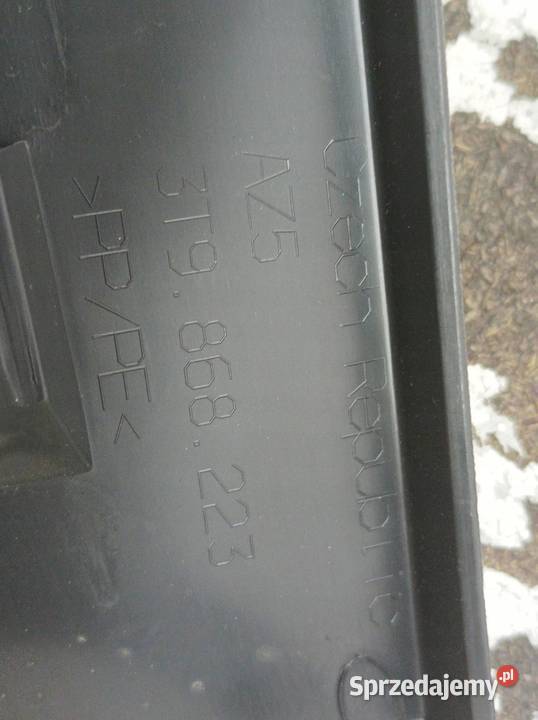 Czech Republic
AZ5
3T9.868.223
>PP/PE<
Sprzedajemy.pl